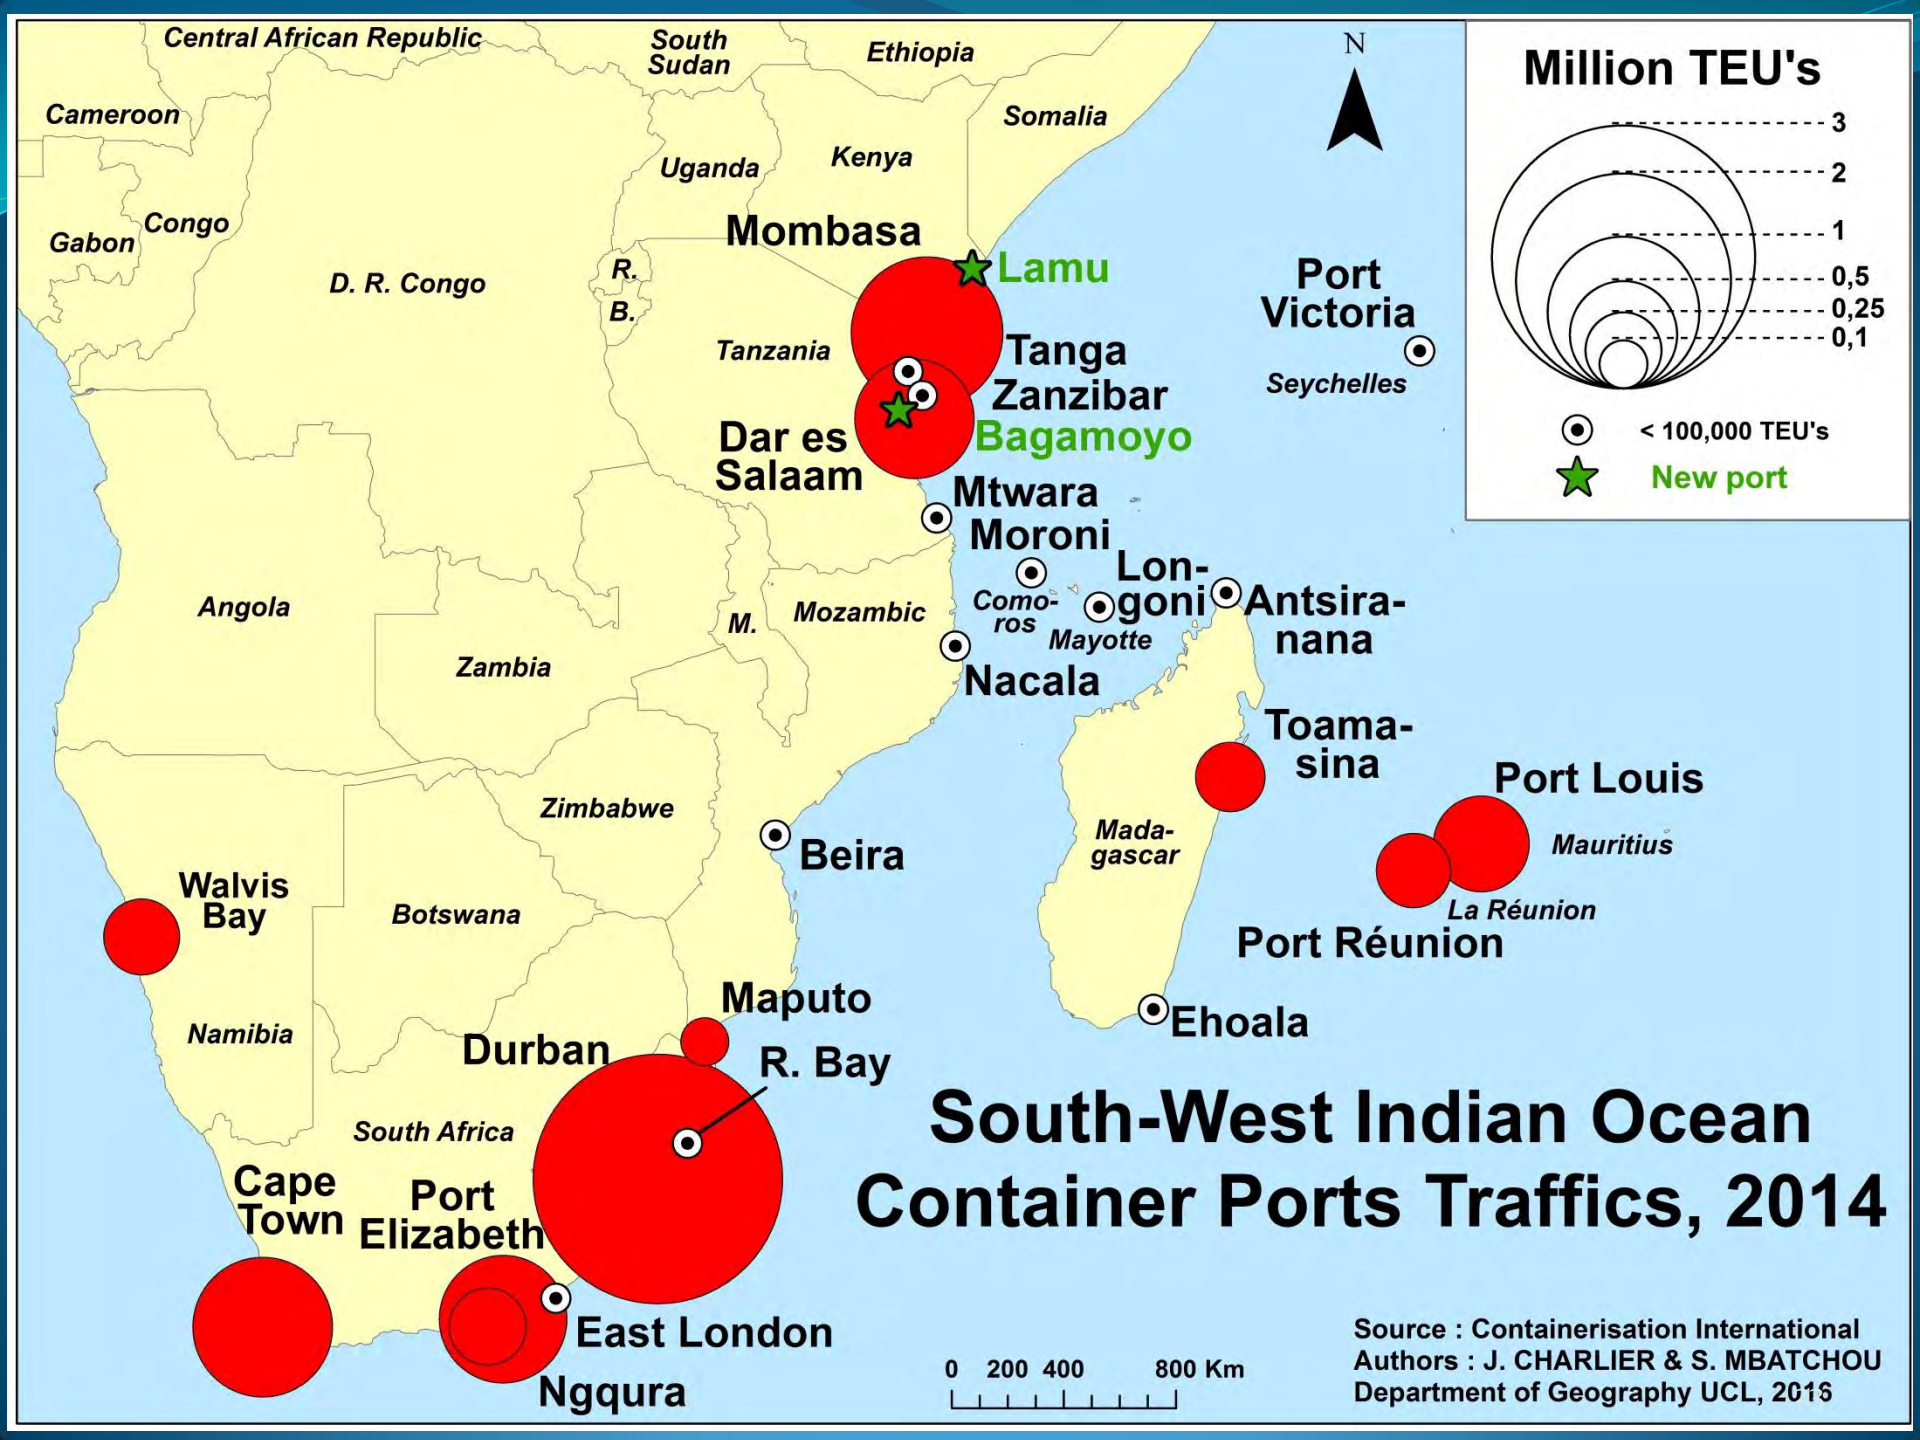 Central African Republic
South
Sudan
Ethiopia
N
Million TEU's
3
2
1
0,5
0,25
0,1
< 100,000 TEU's
New port
Cameroon
Somalia
Uganda
Kenya
Gabon
Congo
D. R. Congo
R.
B.
Mombasa
Lamu
Port
Victoria
Seychelles
Tanzania
Tanga
Zanzibar
Bagamoyo
Dar es
Salaam
Mtwara
Moroni
Como-
ros
Lon-
goni
Mayotte
Antsira-
nana
Angola
Zambia
M.
Mozambic
Nacala
Toama-
sina
Port Louis
Mauritius
Zimbabwe
Beira
Mada-
gascar
La Réunion
Port Réunion
Walvis
Bay
Botswana
Namibia
Maputo
Ehoala
Durban
R. Bay
South Africa
Cape
Town
Port
Elizabeth
East London
Ngqura
South-West Indian Ocean
Container Ports Traffics, 2014
0 200 400 800 Km
Source : Containerisation International
Authors : J. CHARLIER & S. MBATCHOU
Department of Geography UCL,